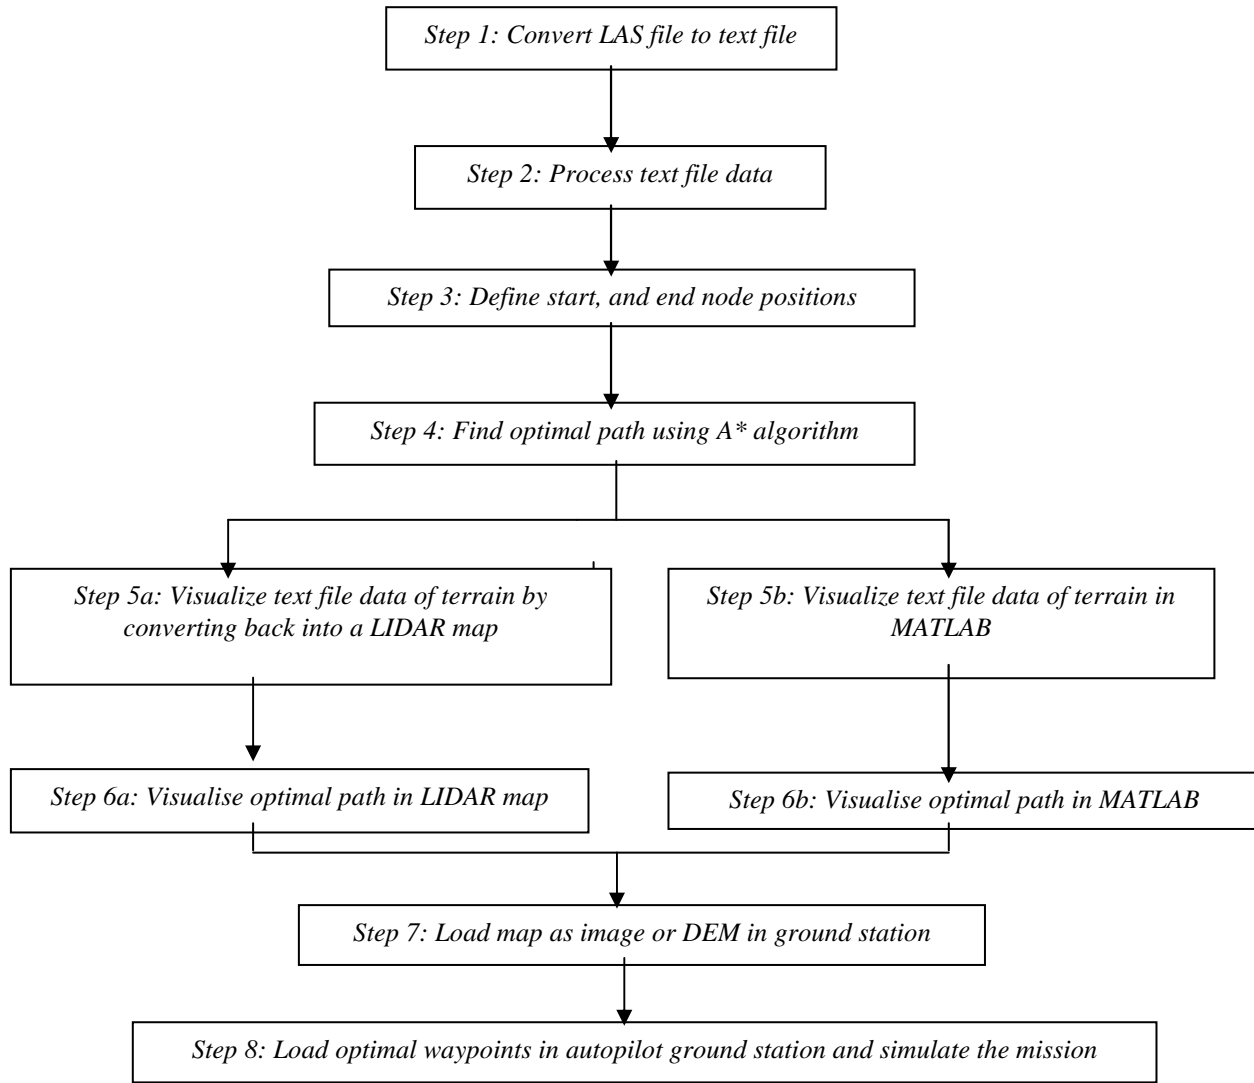 Step 1: Convert LAS file to text file
Step 2: Process text file data
Step 3: Define start, and end node positions
Step 4: Find optimal path using A* algorithm
Step 5a: Visualize text file data of terrain by
converting back into a LIDAR map
Step 5b: Visualize text file data of terrain in
MATLAB
Step 6a: Visualise optimal path in LIDAR map
Step 6b: Visualise optimal path in MATLAB
Step 7: Load map as image or DEM in ground station
Step 8: Load optimal waypoints in autopilot ground station and simulate the mission